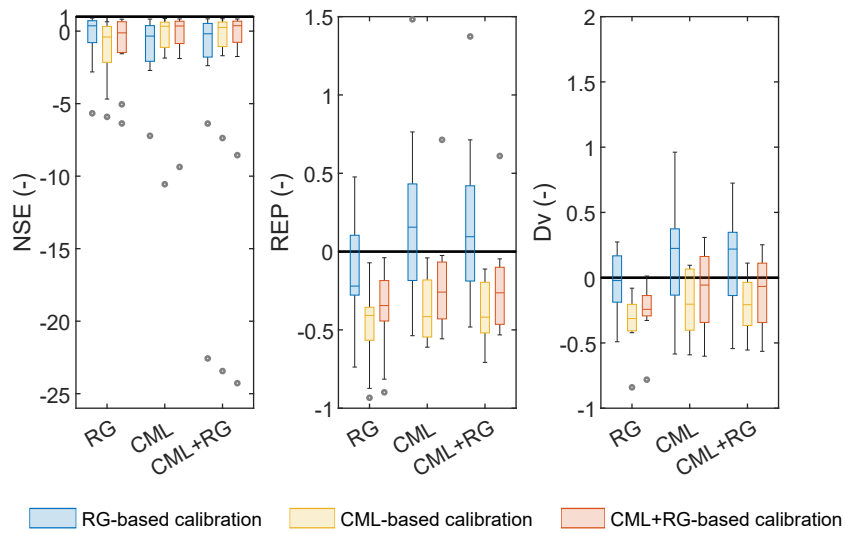 NSE (-)
1
0
-5
-10
-15
-20
-25
RG
CML
CML+RG
REP (-)
1.5
1
0.5
0
-0.5
-1
RG
CML
CML+RG
Dv (-)
2
1.5
1
0.5
0
-0.5
-1
RG
CML
CML+RG
RG-based calibration
CML-based calibration
CML+RG-based calibration